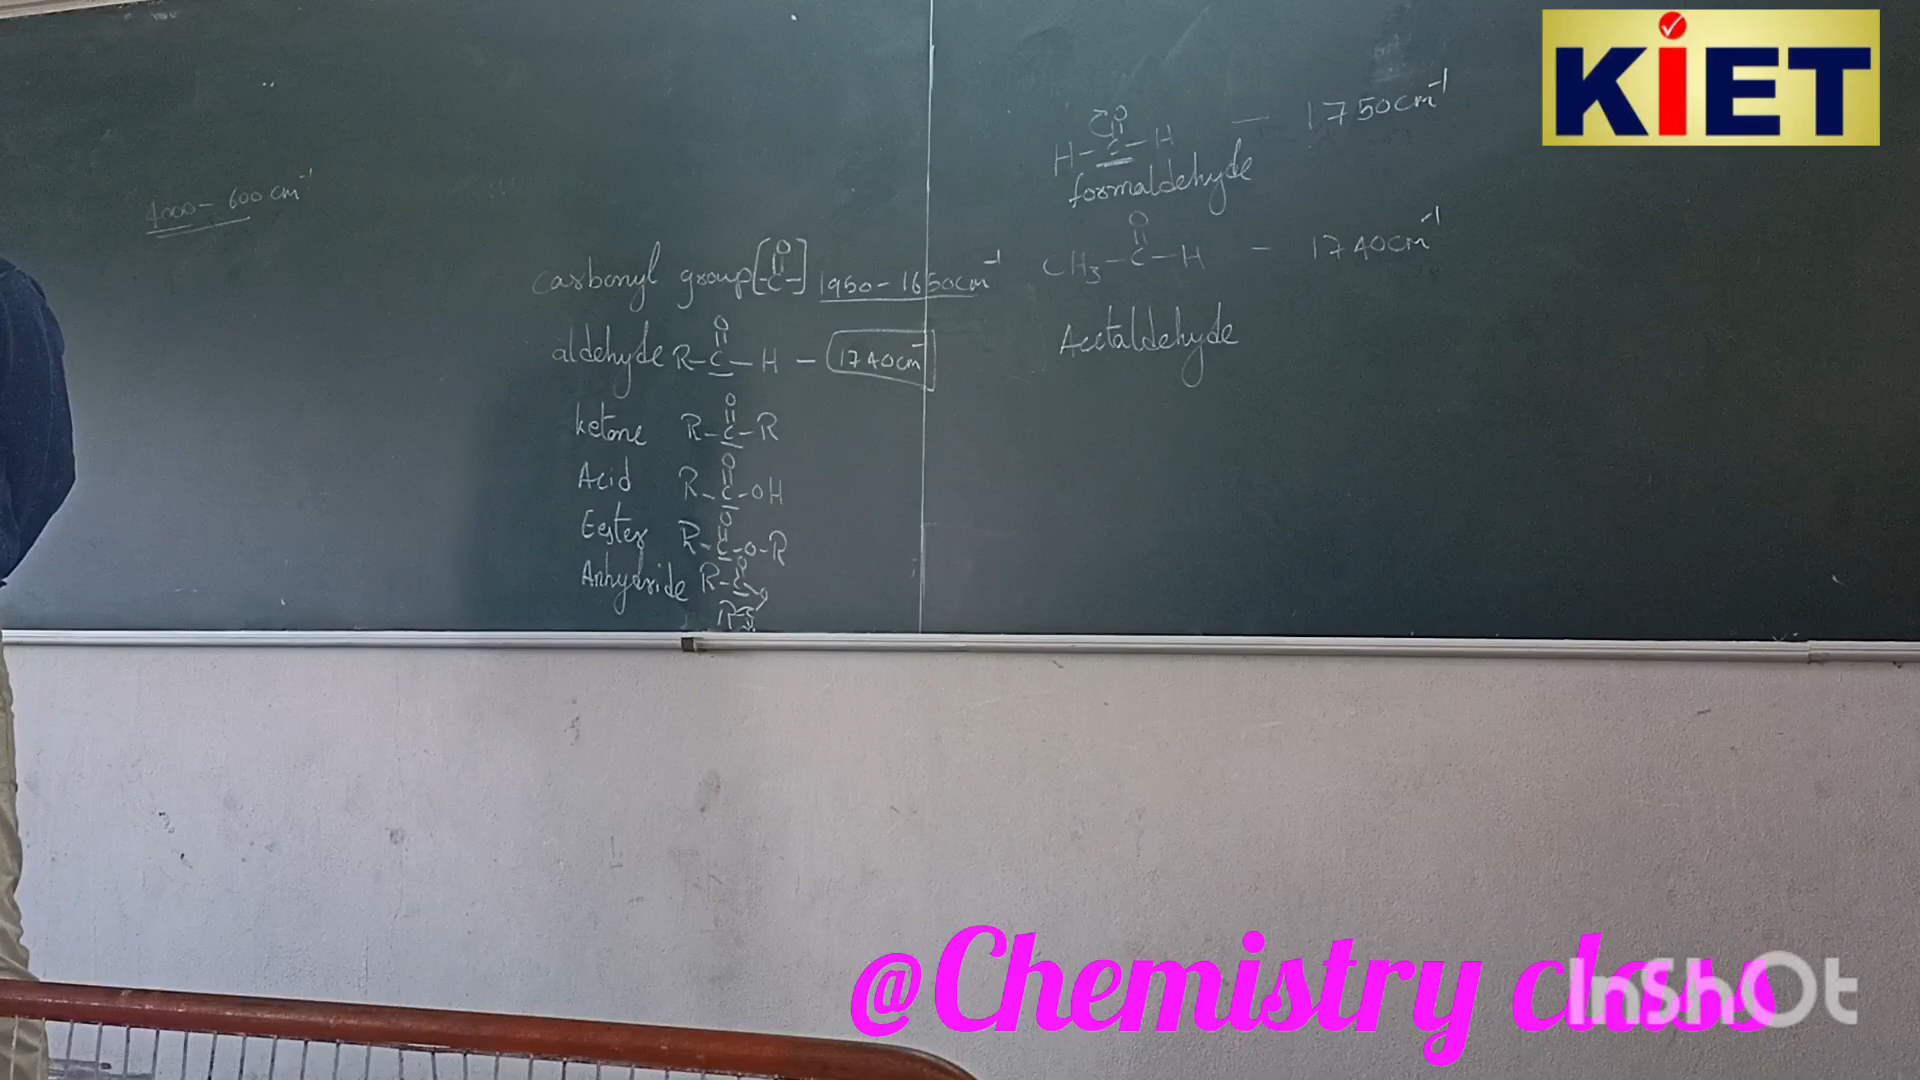 KiET
4000 - 600 cm⁻¹
carbonyl group [-C-] 1950 - 1650cm⁻¹
O
||
aldehyde R-C-H - 1740cm⁻¹
O
||
ketone R-C-R
O
||
Acid R-C-OH
O
||
Eester R-C-O-R
O
||
Anhydride R-C
O
||
H-C-H - 1750cm⁻¹
formaldehyde
O
||
CH₃-C-H - 1740cm⁻¹
Acetaldehyde
@Chemistry class
InShOt